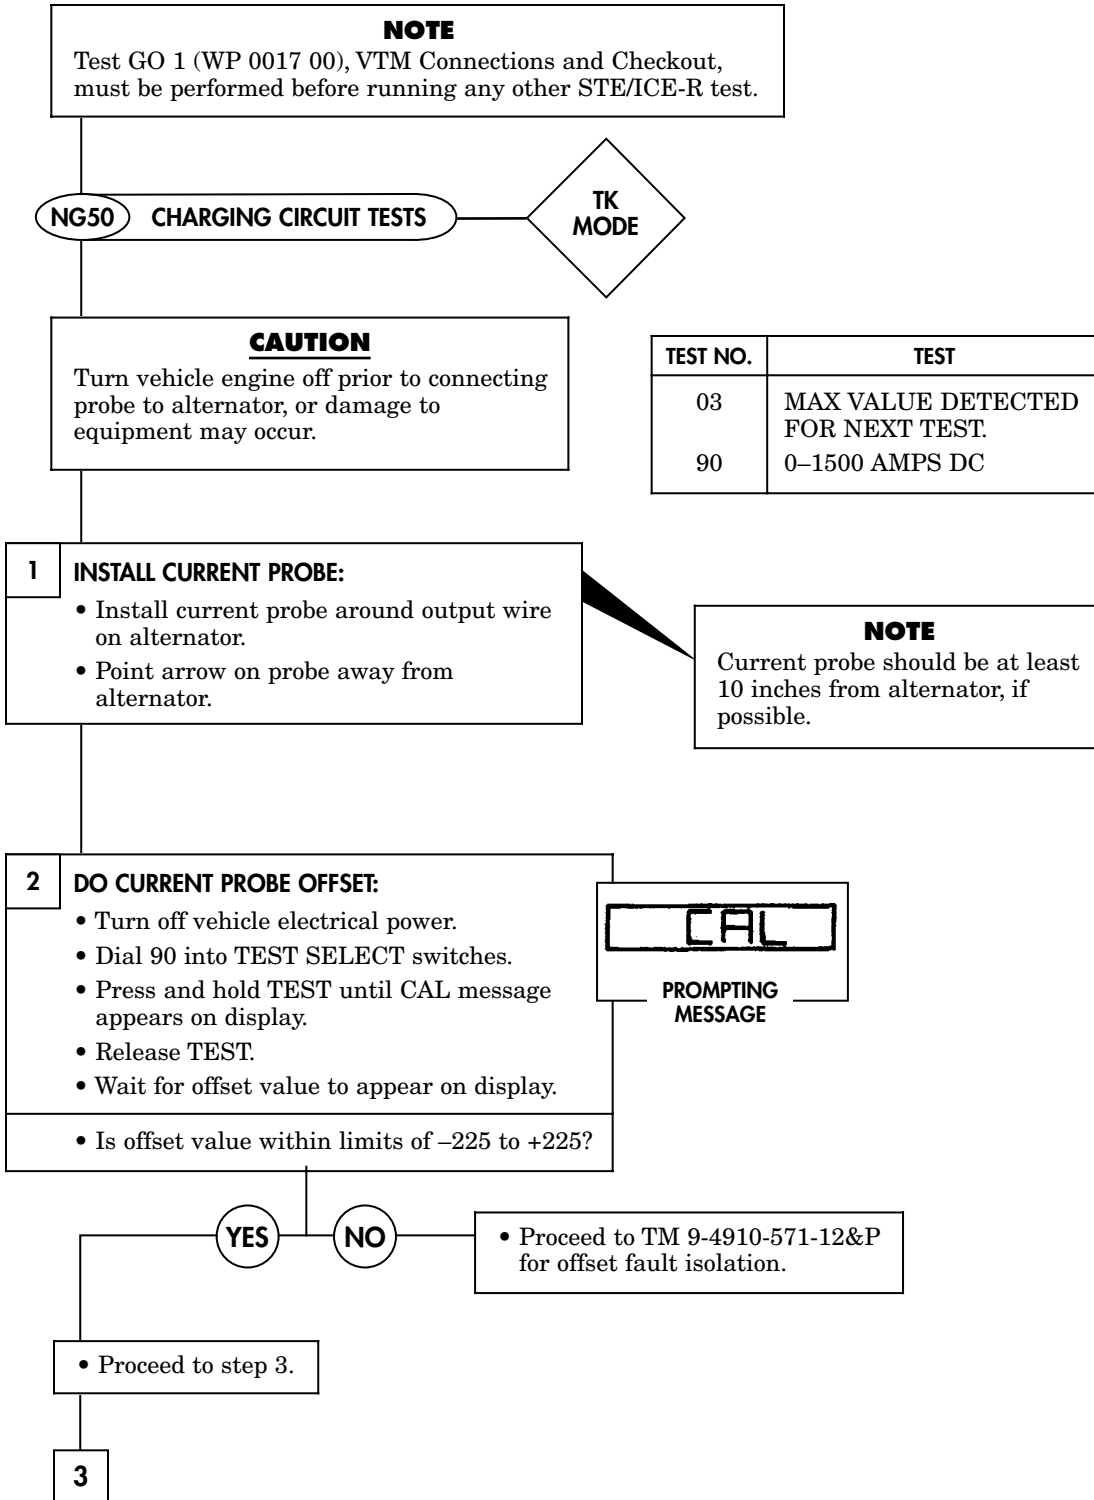 NOTE
Test GO 1 (WP 0017 00), VTM Connections and Checkout,
must be performed before running any other STE/ICE-R test.
NG50 CHARGING CIRCUIT TESTS
TK
MODE
CAUTION
Turn vehicle engine off prior to connecting
probe to alternator, or damage to
equipment may occur.
TEST NO. TEST
03 MAX VALUE DETECTED
FOR NEXT TEST.
90 0–1500 AMPS DC
1 INSTALL CURRENT PROBE:
• Install current probe around output wire
on alternator.
• Point arrow on probe away from
alternator.
NOTE
Current probe should be at least
10 inches from alternator, if
possible.
2 DO CURRENT PROBE OFFSET:
• Turn off vehicle electrical power.
• Dial 90 into TEST SELECT switches.
• Press and hold TEST until CAL message
appears on display.
• Release TEST.
• Wait for offset value to appear on display.
• Is offset value within limits of –225 to +225?
CAL
PROMPTING
MESSAGE
YES
NO
• Proceed to TM 9-4910-571-12&P
for offset fault isolation.
• Proceed to step 3.
3